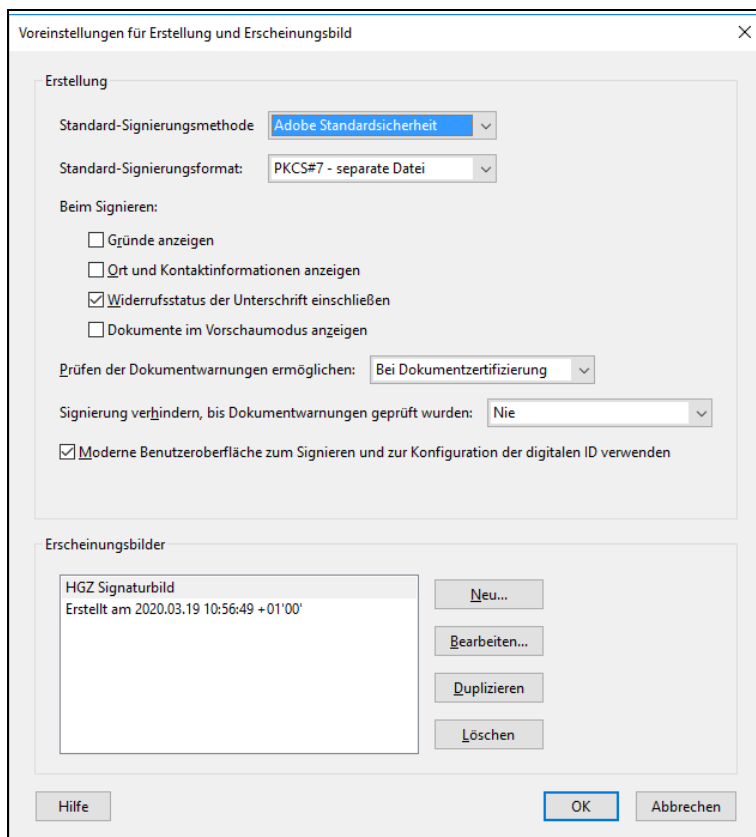 Voreinstellungen für Erstellung und Erscheinungsbild
Erstellung
Standard-Signierungsmethode Adobe Standardsicherheit
Standard-Signierungsformat: PKCS#7 - separate Datei
Beim Signieren:
Gründe anzeigen
Ort und Kontaktinformationen anzeigen
Widerrufsstatus der Unterschrift einschließen
Dokumente im Vorschaumodus anzeigen
Prüfen der Dokumentwarnungen ermöglichen: Bei Dokumentzertifizierung
Signierung verhindern, bis Dokumentwarnungen geprüft wurden: Nie
Moderne Benutzeroberfläche zum Signieren und zur Konfiguration der digitalen ID verwenden
Erscheinungsbilder
HGZ Signaturbild
Erstellt am 2020.03.19 10:56:49 +01'00'
Neu...
Bearbeiten...
Duplizieren
Löschen
Hilfe OK Abbrechen